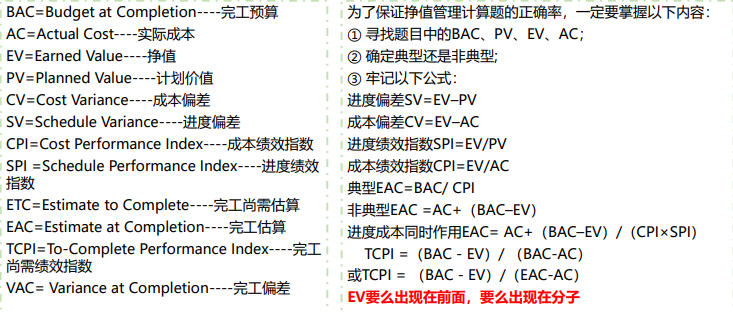 BAC=Budget at Completion----完工预算
AC=Actual Cost----实际成本
EV=Earned Value----挣值
PV=Planned Value----计划价值
CV=Cost Variance----成本偏差
SV=Schedule Variance----进度偏差
CPI=Cost Performance Index----成本绩效指数
SPI =Schedule Performance Index----进度绩效
指数
ETC=Estimate to Complete----完工尚需估算
EAC=Estimate at Completion----完工估算
TCPI=To-Complete Performance Index----完工
尚需绩效指数
VAC= Variance at Completion----完工偏差
为了保证挣值管理计算题的正确率，一定要掌握以下内容：
① 寻找题目中的BAC、PV、EV、AC；
② 确定典型还是非典型;
③ 牢记以下公式：
进度偏差SV=EV–PV
成本偏差CV=EV–AC
进度绩效指数SPI=EV/PV
成本绩效指数CPI=EV/AC
典型EAC=BAC/ CPI
非典型EAC =AC+（BAC–EV）
进度成本同时作用EAC= AC+（BAC–EV）/（CPI×SPI）
TCPI =（BAC - EV）/ （BAC-AC）
或TCPI = （BAC - EV）/（EAC-AC）
EV要么出现在前面，要么出现在分子